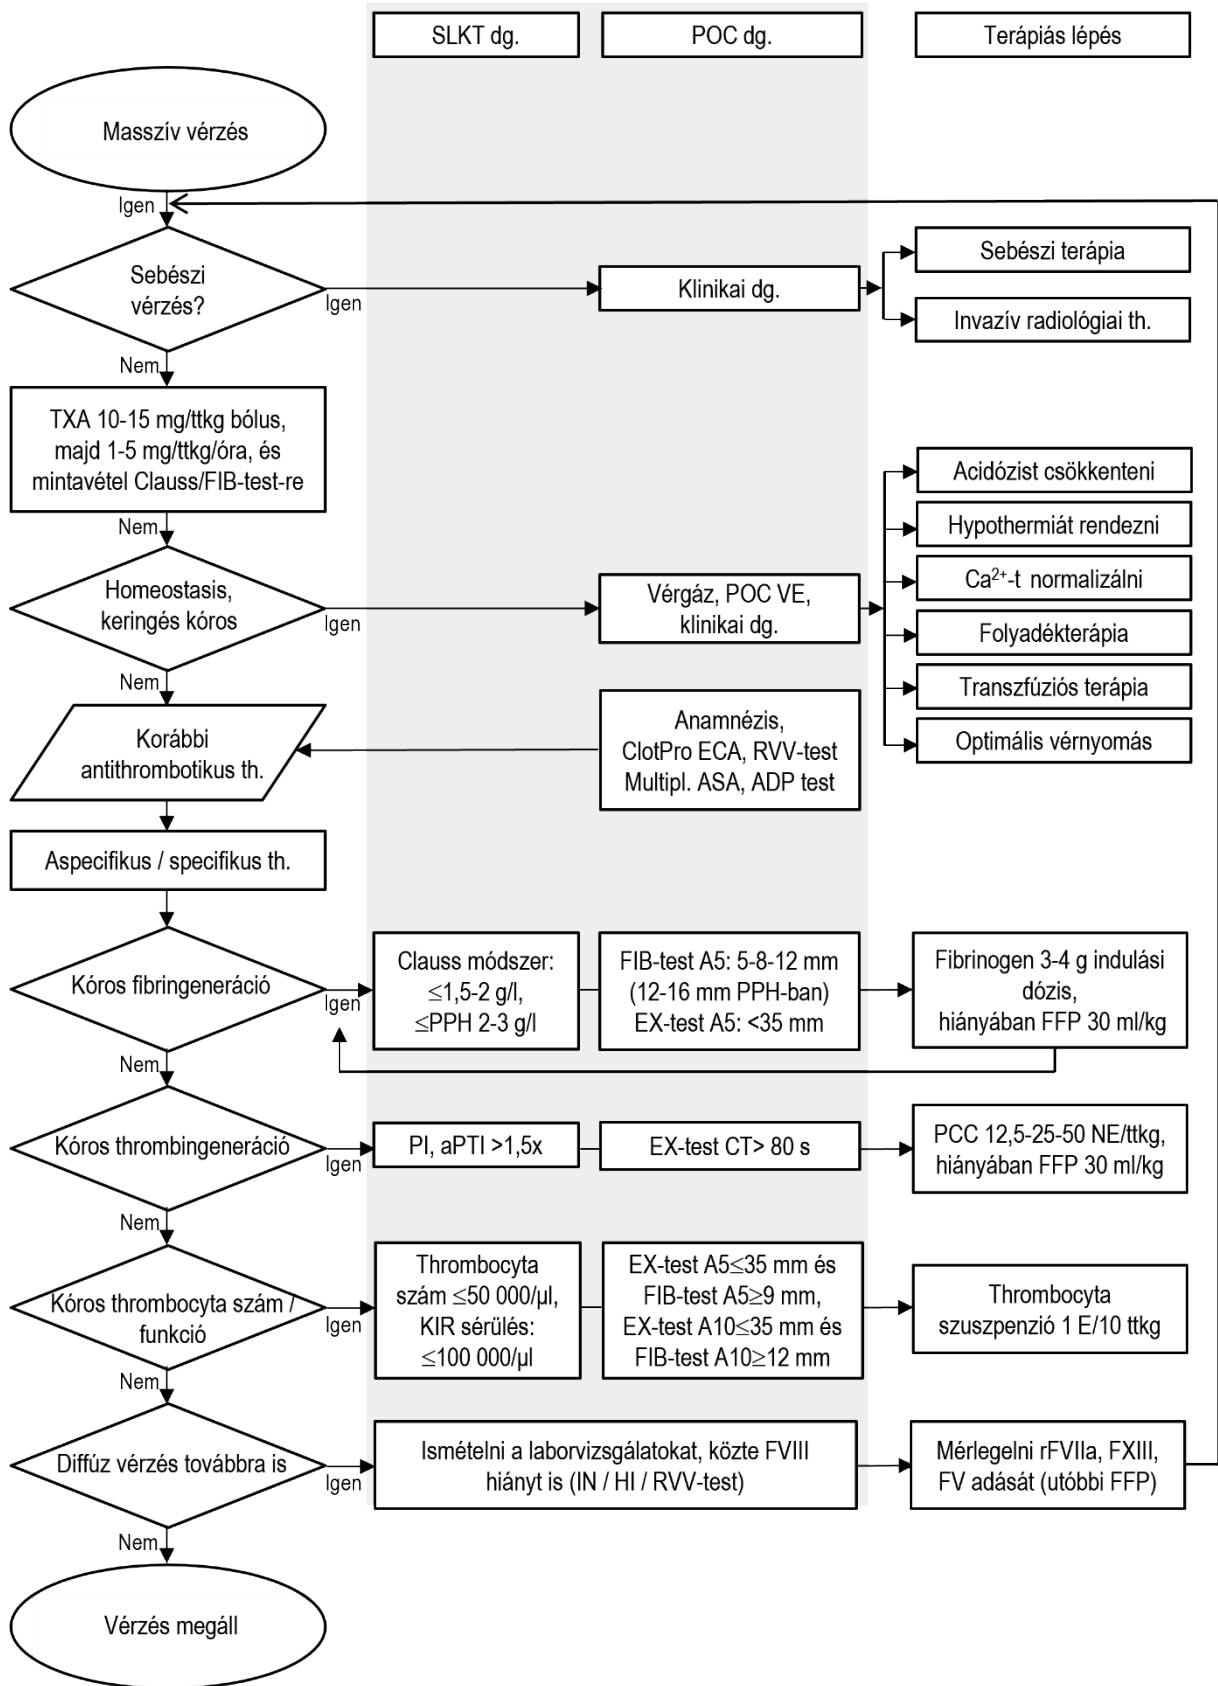 SLKT dg.
POC dg.
Terápiás lépés
Masszív vérzés
Igen
Sebészi
vérzés?
Igen
Klinikai dg.
Sebészi terápia
Invazív radiológiai th.
Nem
TXA 10-15 mg/ttkg bólus,
majd 1-5 mg/ttkg/óra, és
mintavétel Clauss/FIB-test-re
Nem
Homeostasis,
keringés kóros
Igen
Vérgáz, POC VE,
klinikai dg.
Acidózist csökkenteni
Hypothermiát rendezni
Ca²⁺-t normalizálni
Folyadékterápia
Transzfúziós terápia
Optimális vérnyomás
Nem
Korábbi
antithrombotikus th.
Anamnézis,
ClotPro ECA, RVV-test
Multipl. ASA, ADP test
Aspecifikus / specifikus th.
Kóros fibringeneráció
Igen
Clauss módszer:
≤1,5-2 g/l,
≤PPH 2-3 g/l
FIB-test A5: 5-8-12 mm
(12-16 mm PPH-ban)
EX-test A5: <35 mm
Fibrinogen 3-4 g indulási
dózis,
hiányában FFP 30 ml/kg
Nem
Kóros thrombingeneráció
Igen
PI, aPTI >1,5x
EX-test CT> 80 s
PCC 12,5-25-50 NE/ttkg,
hiányában FFP 30 ml/kg
Nem
Kóros thrombocyta szám /
funkció
Igen
Thrombocyta
szám ≤50 000/µl,
KIR sérülés:
≤100 000/µl
EX-test A5≤35 mm és
FIB-test A5≥9 mm,
EX-test A10≤35 mm és
FIB-test A10≥12 mm
Thrombocyta
szuszpenzió 1 E/10 ttkg
Nem
Diffúz vérzés továbbra is
Igen
Ismételni a laborvizsgálatokat, közte FVIII
hiányt is (IN / HI / RVV-test)
Mérlegelni rFVIIa, FXIII,
FV adását (utóbbi FFP)
Nem
Vérzés megáll